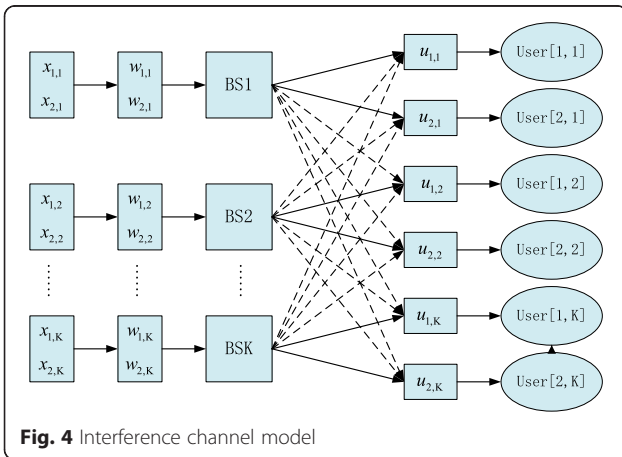 x1,1
x2,1
w1,1
w2,1
BS1
u1,1
User[1,1]
u2,1
User[2,1]
x1,2
x2,2
w1,2
w2,2
BS2
u1,2
User[1,2]
u2,2
User[2,2]
x1,K
x2,K
w1,K
w2,K
BSK
u1,K
User[1,K]
u2,K
User[2,K]
Fig. 4 Interference channel model